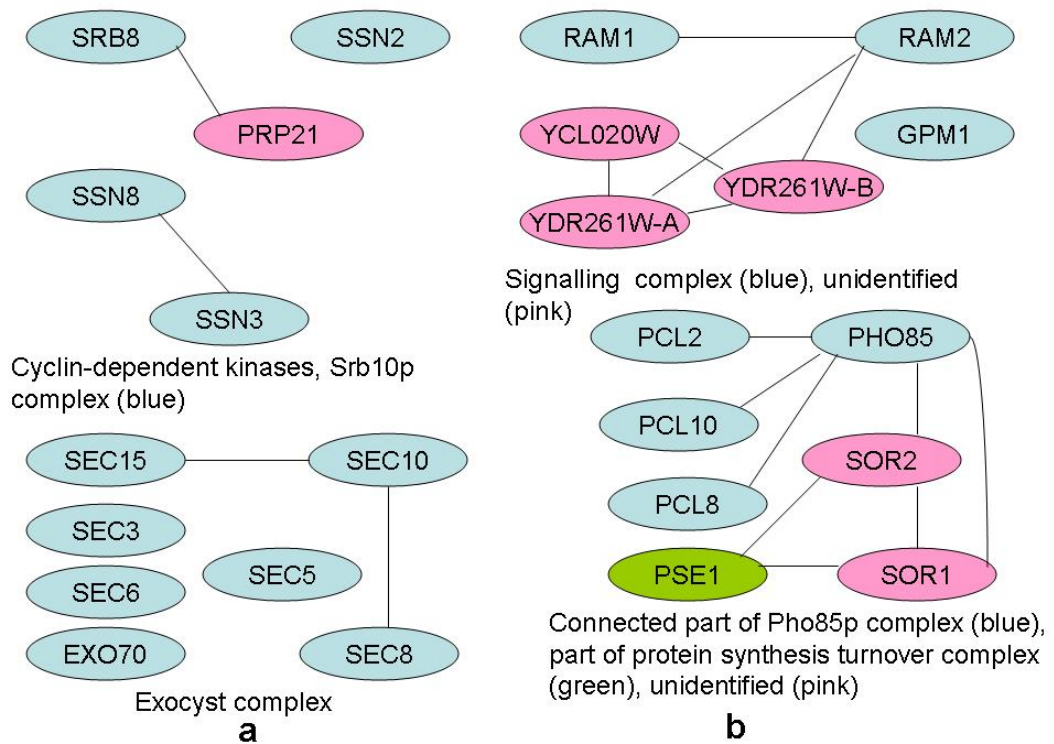 SRB8
SSN2
PRP21
SSN8
SSN3
Cyclin-dependent kinases, Srb10p
complex (blue)
SEC15
SEC10
SEC3
SEC5
SEC6
EXO70
SEC8
Exocyst complex
a
RAM1
RAM2
YCL020W
GPM1
YDR261W-B
YDR261W-A
Signalling complex (blue), unidentified
(pink)
PCL2
PHO85
PCL10
SOR2
PCL8
PSE1
SOR1
Connected part of Pho85p complex (blue),
part of protein synthesis turnover complex
(green), unidentified (pink)
b